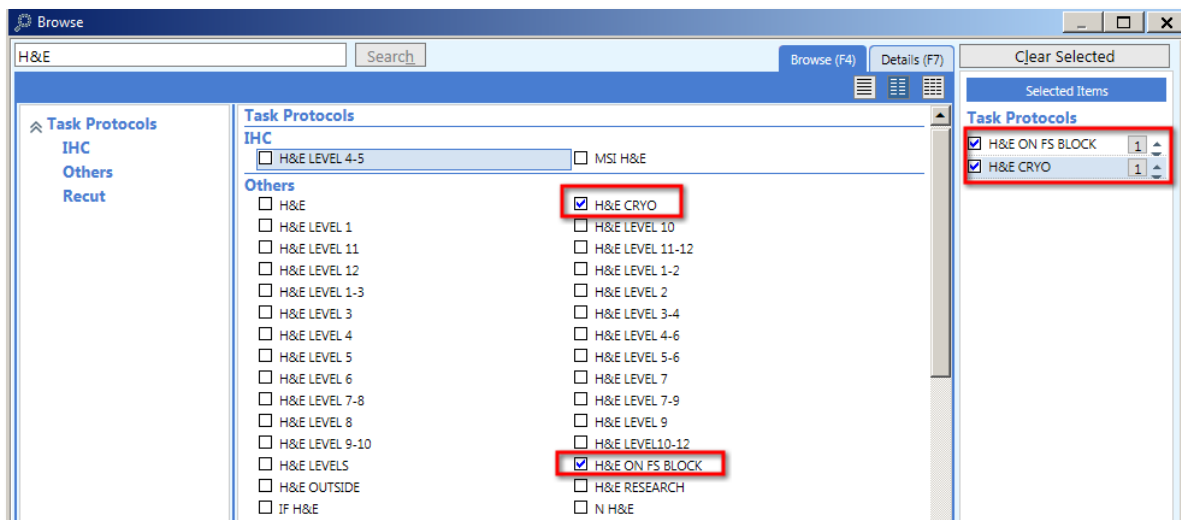 Browse
H&E
Search
Browse (F4)
Details (F7)
Clear Selected
Selected Items
Task Protocols
IHC
Others
Recut
Task Protocols
IHC
H&E LEVEL 4-5 MSI H&E
Others
H&E H&E CRYO
H&E LEVEL 1 H&E LEVEL 10
H&E LEVEL 11 H&E LEVEL 11-12
H&E LEVEL 12 H&E LEVEL 1-2
H&E LEVEL 1-3 H&E LEVEL 2
H&E LEVEL 3 H&E LEVEL 3-4
H&E LEVEL 4 H&E LEVEL 4-6
H&E LEVEL 5 H&E LEVEL 5-6
H&E LEVEL 6 H&E LEVEL 7
H&E LEVEL 7-8 H&E LEVEL 7-9
H&E LEVEL 8 H&E LEVEL 9
H&E LEVEL 9-10 H&E LEVEL10-12
H&E LEVELS H&E ON FS BLOCK
H&E OUTSIDE H&E RESEARCH
IF H&E N H&E
Task Protocols
H&E ON FS BLOCK 1
H&E CRYO 1